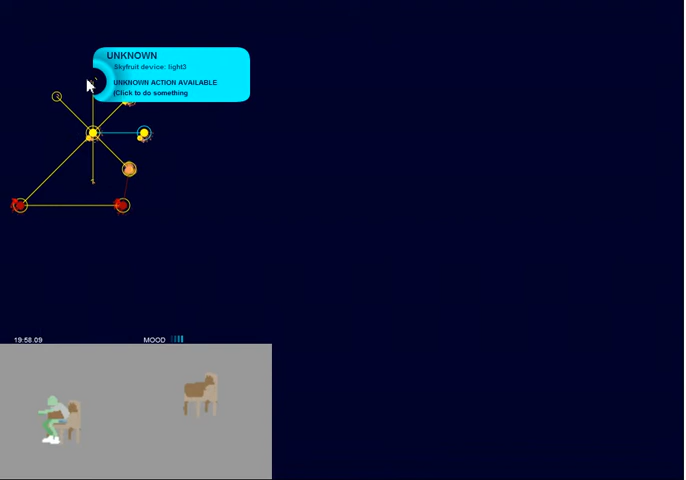 UNKNOWN
Skyfruit device: light3
UNKNOWN ACTION AVAILABLE
(Click to do something
19:58.09
MOOD